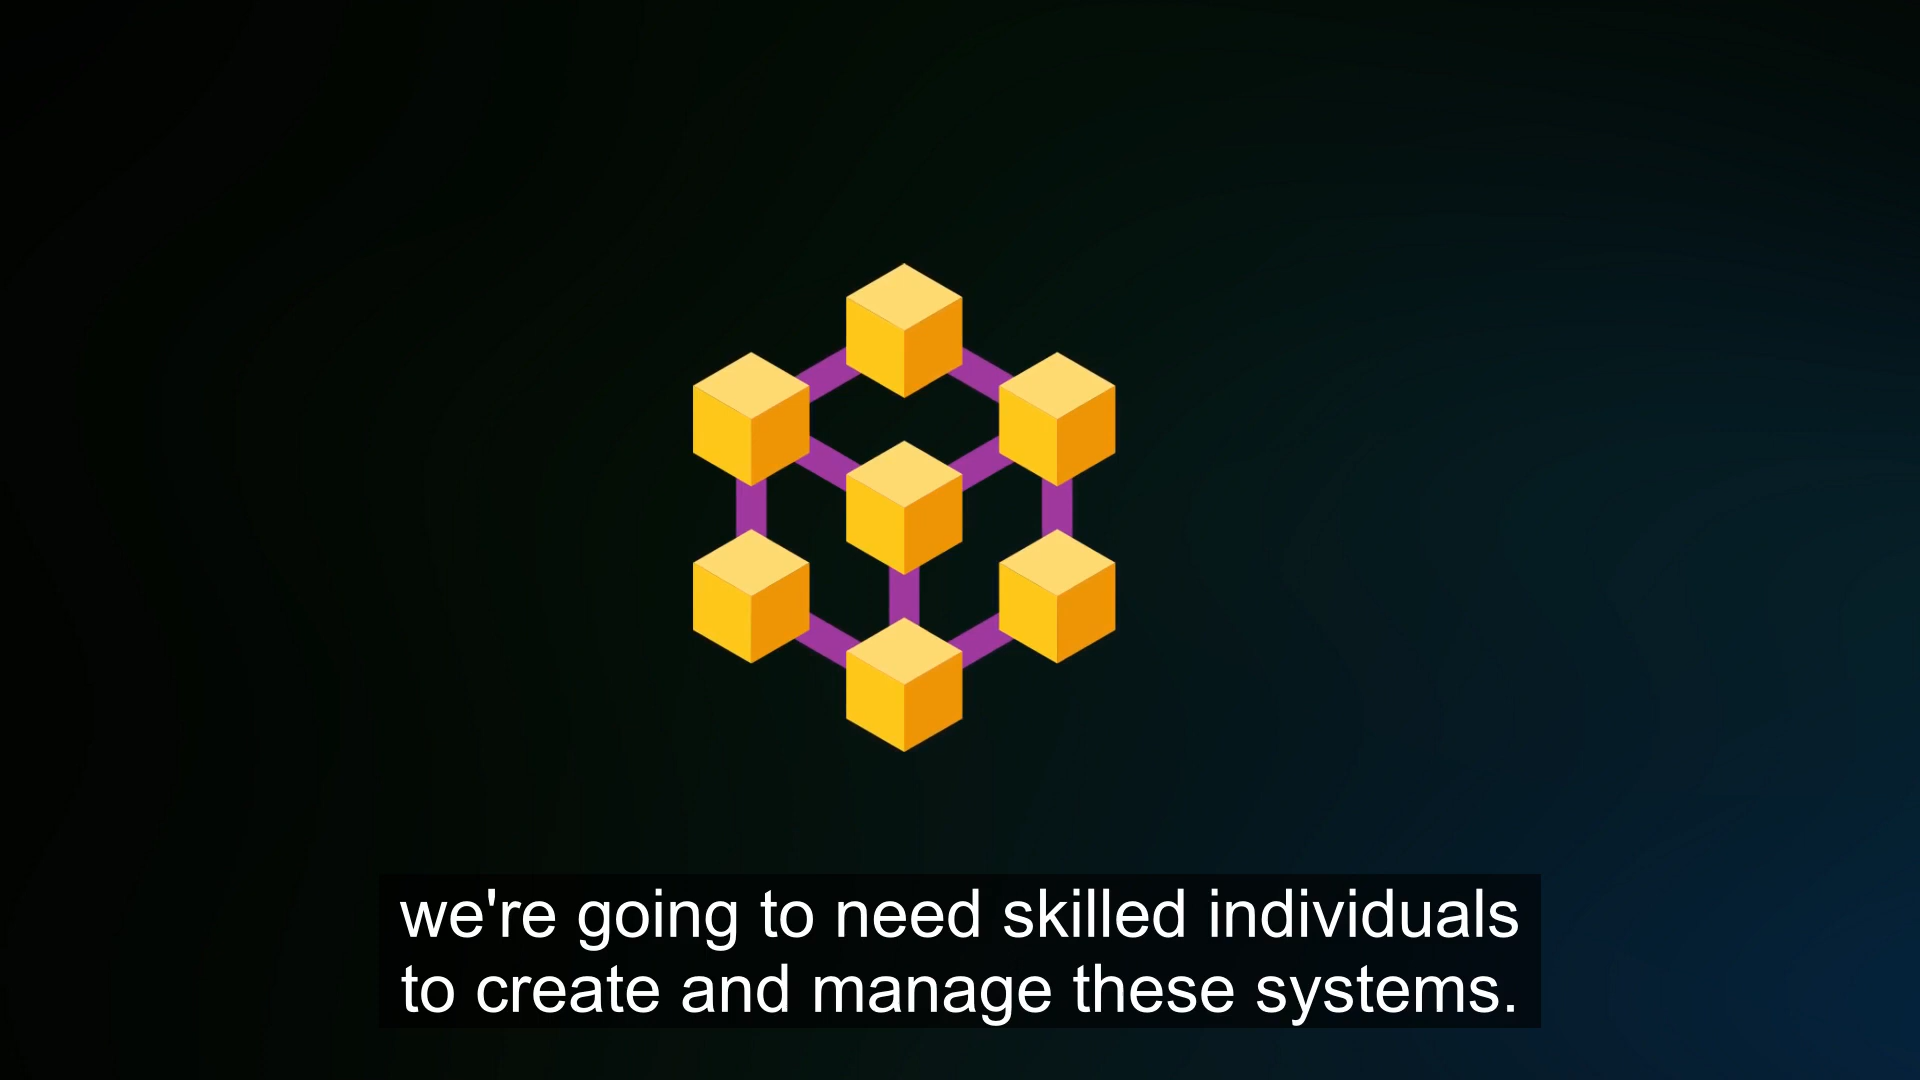 we're going to need skilled individuals
to create and manage these systems.